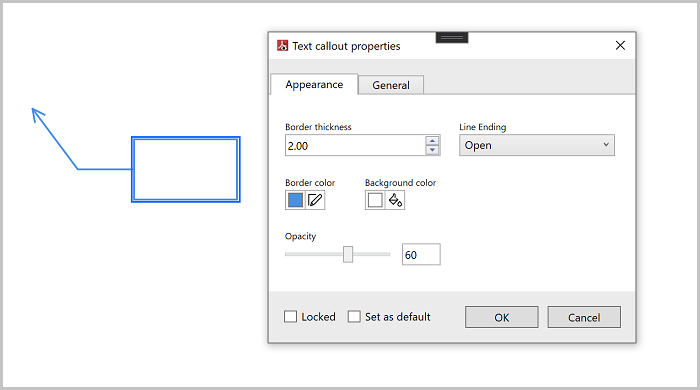 Text callout properties
Appearance General
Border thickness Line Ending
2.00 Open
Border color Background color
Opacity
60
Locked Set as default OK Cancel